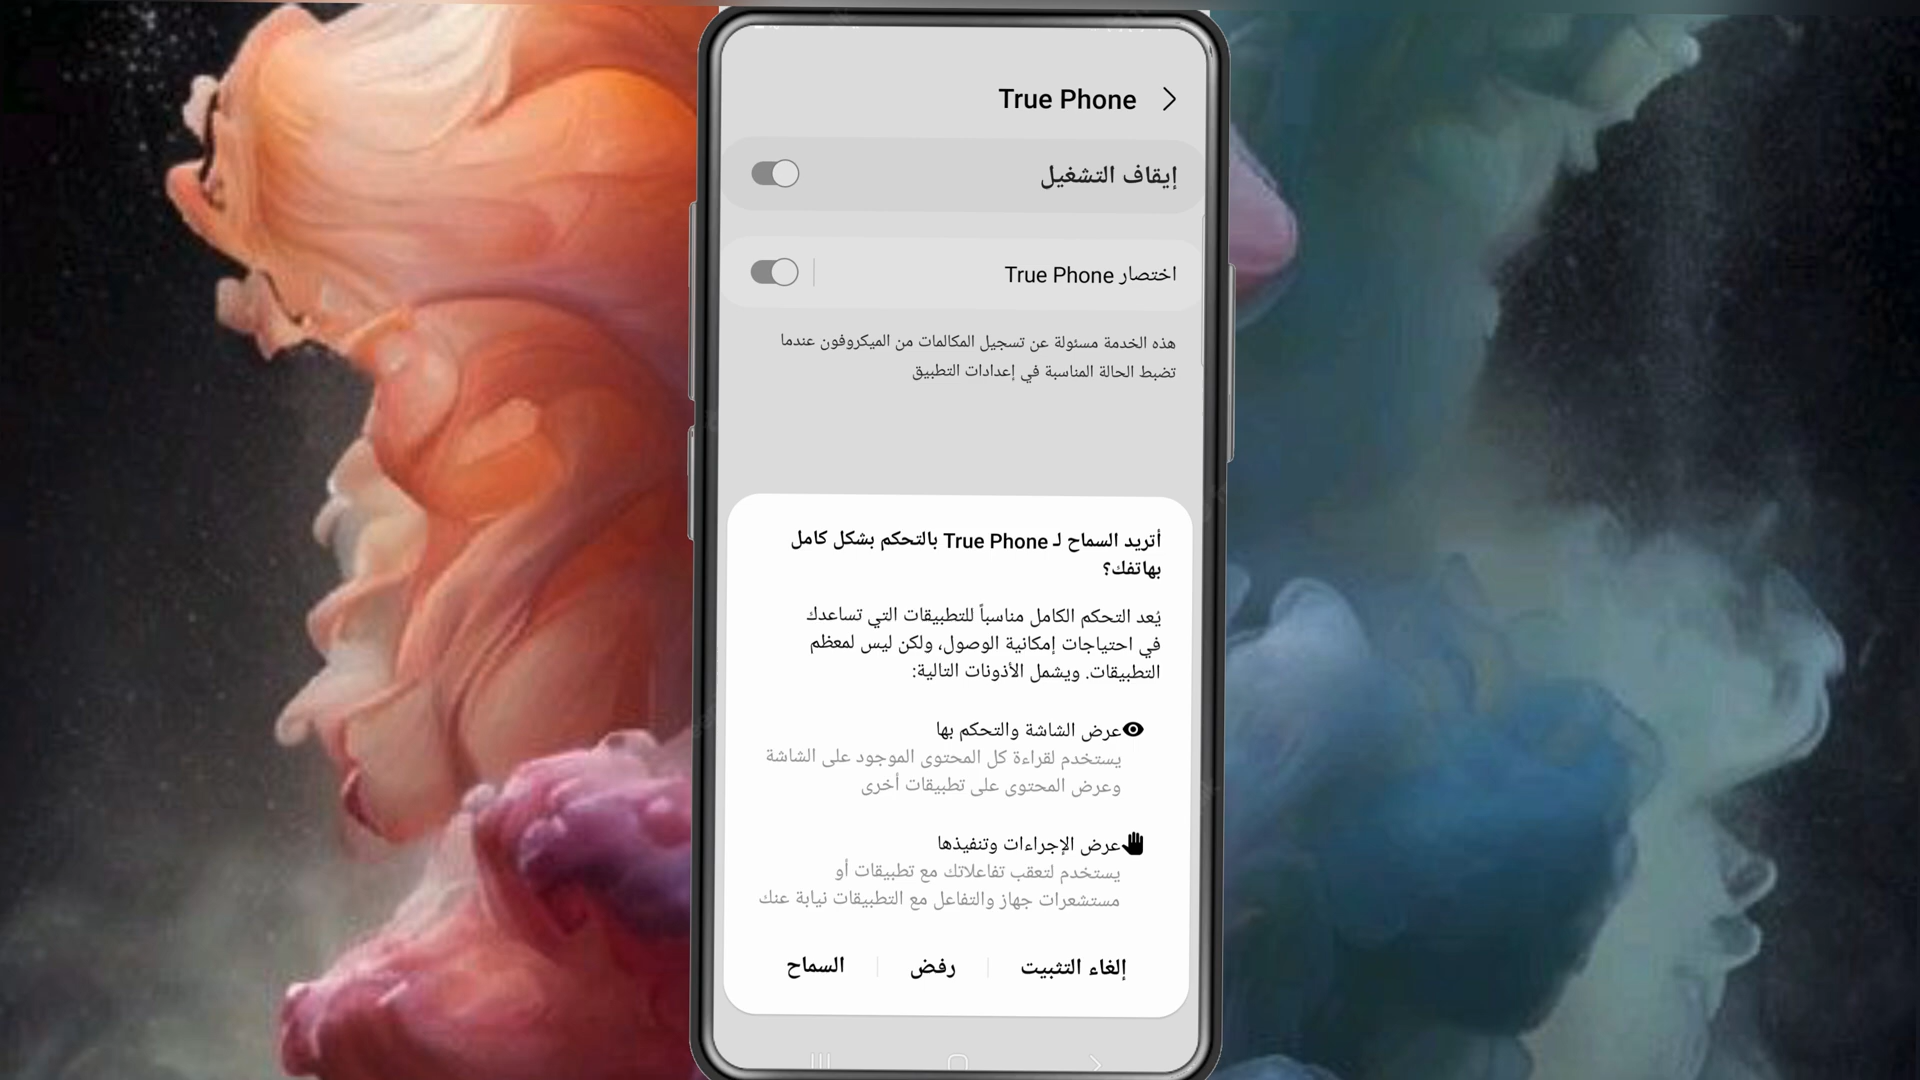 True Phone
إيقاف التشغيل
اختصار True Phone
هذه الخدمة مسئولة عن تسجيل المكالمات من الميكروفون عندما
تضبط الحالة المناسبة في إعدادات التطبيق
أتريد السماح لـ True Phone بالتحكم بشكل كامل
بهاتفك؟
يُعد التحكم الكامل مناسباً للتطبيقات التي تساعدك
في احتياجات إمكانية الوصول، ولكن ليس لمعظم
التطبيقات. ويشمل الأذونات التالية:
عرض الشاشة والتحكم بها
يستخدم لقراءة كل المحتوى الموجود على الشاشة
وعرض المحتوى على تطبيقات أخرى
عرض الإجراءات وتنفيذها
يستخدم لتعقب تفاعلاتك مع تطبيقات أو
مستشعرات جهاز والتفاعل مع التطبيقات نيابة عنك
إلغاء التثبيت
رفض
السماح